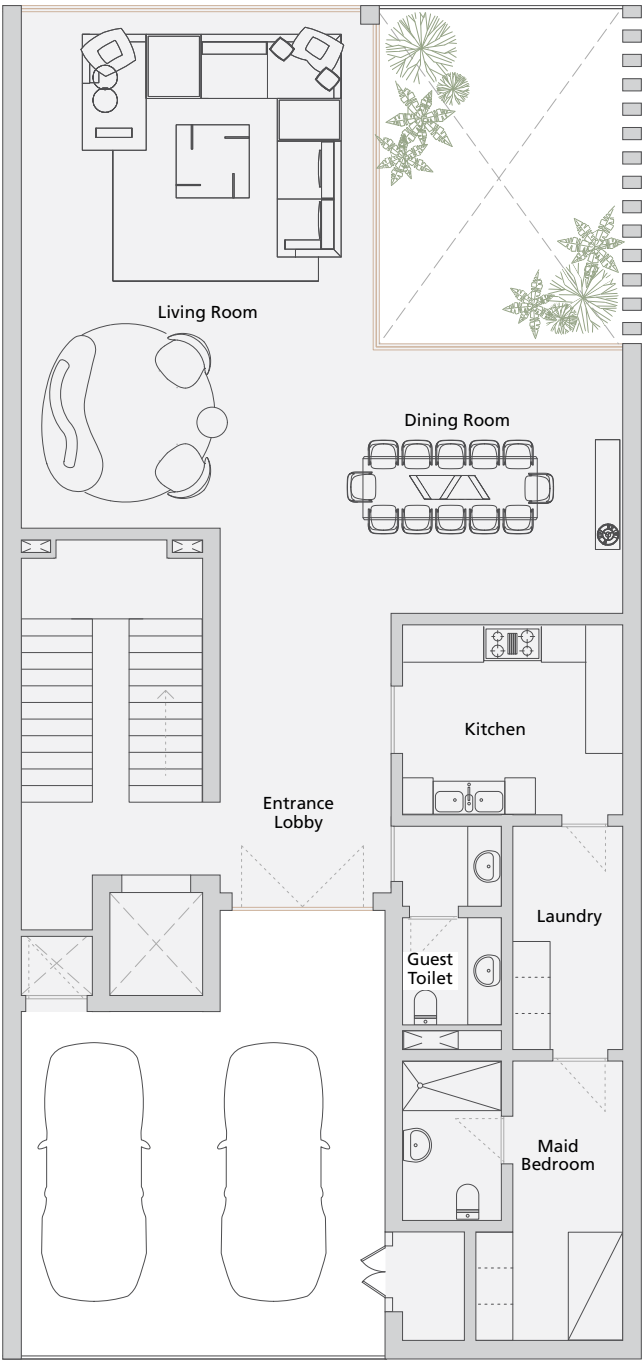 Living Room
Dining Room
Kitchen
Entrance
Lobby
Laundry
Guest
Toilet
Maid
Bedroom